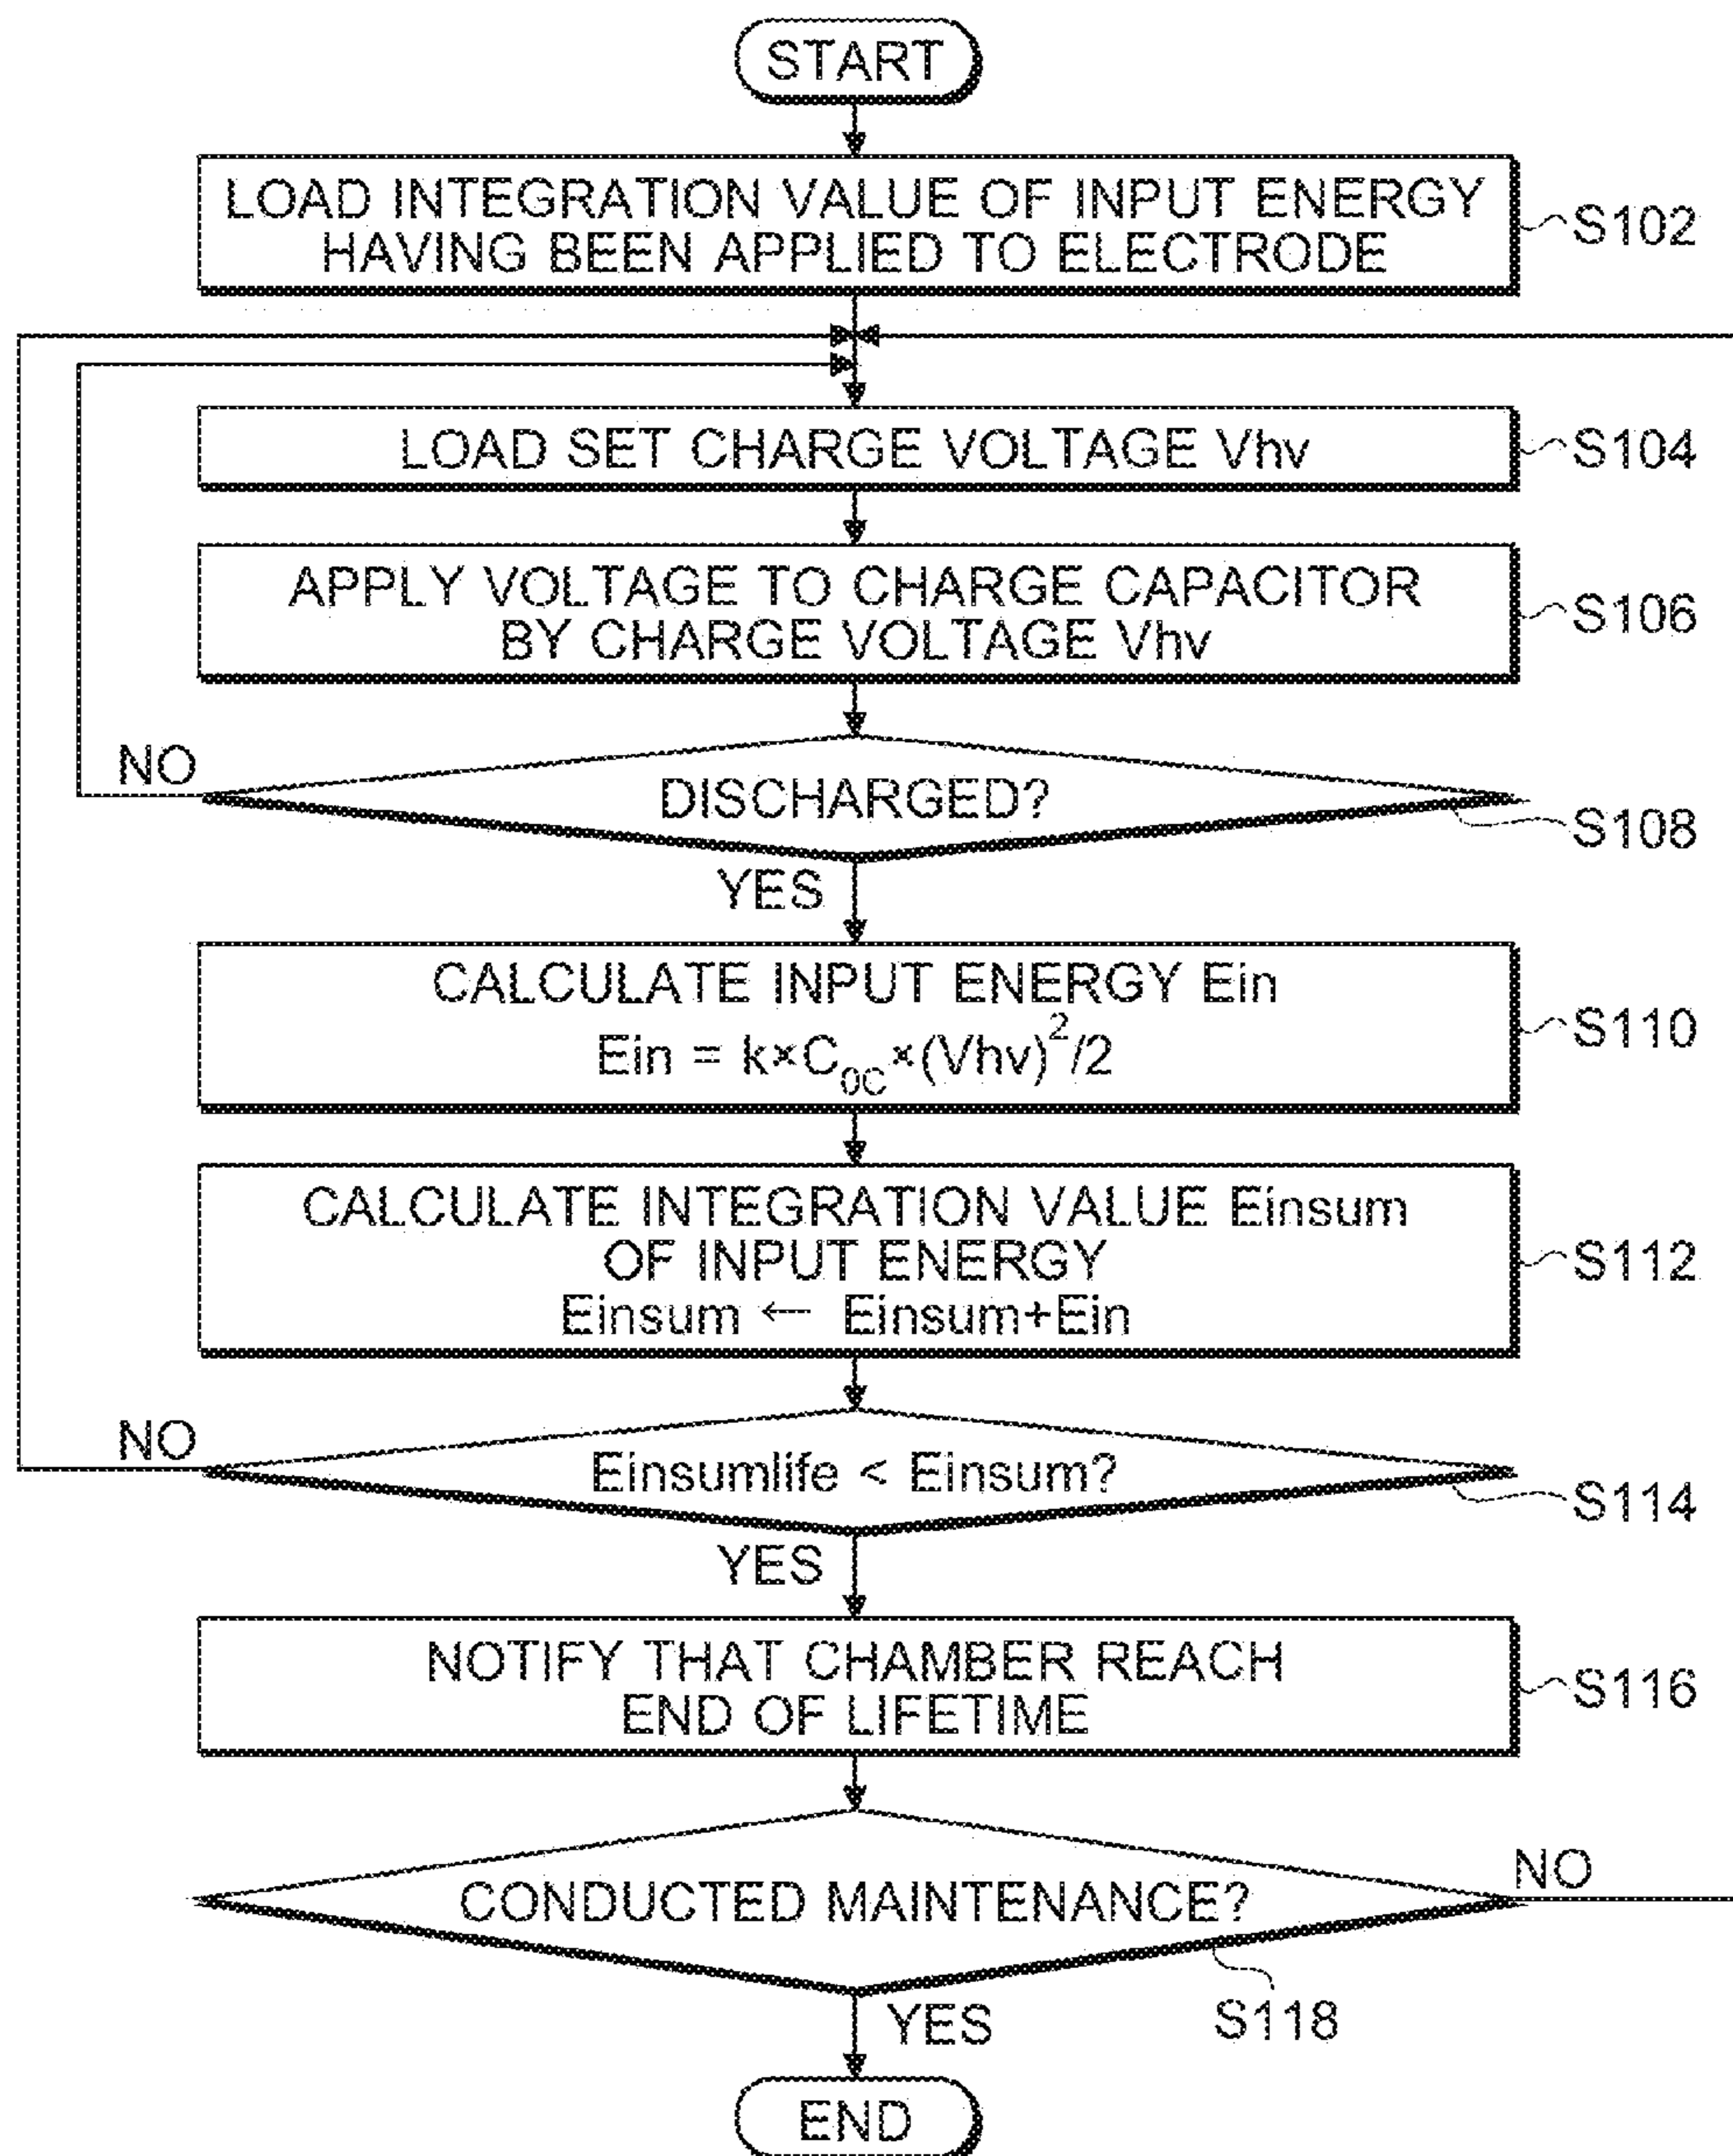 START
LOAD INTEGRATION VALUE OF INPUT ENERGY
HAVING BEEN APPLIED TO ELECTRODE
S102
LOAD SET CHARGE VOLTAGE Vhv
S104
APPLY VOLTAGE TO CHARGE CAPACITOR
BY CHARGE VOLTAGE Vhv
S106
NO
DISCHARGED?
S108
YES
CALCULATE INPUT ENERGY Ein
Ein = k×C₀C×(Vhv)²/2
S110
CALCULATE INTEGRATION VALUE Einsum
OF INPUT ENERGY
Einsum ← Einsum+Ein
S112
NO
Einsumlife < Einsum?
S114
YES
NOTIFY THAT CHAMBER REACH
END OF LIFETIME
S116
CONDUCTED MAINTENANCE?
NO
S118
YES
END